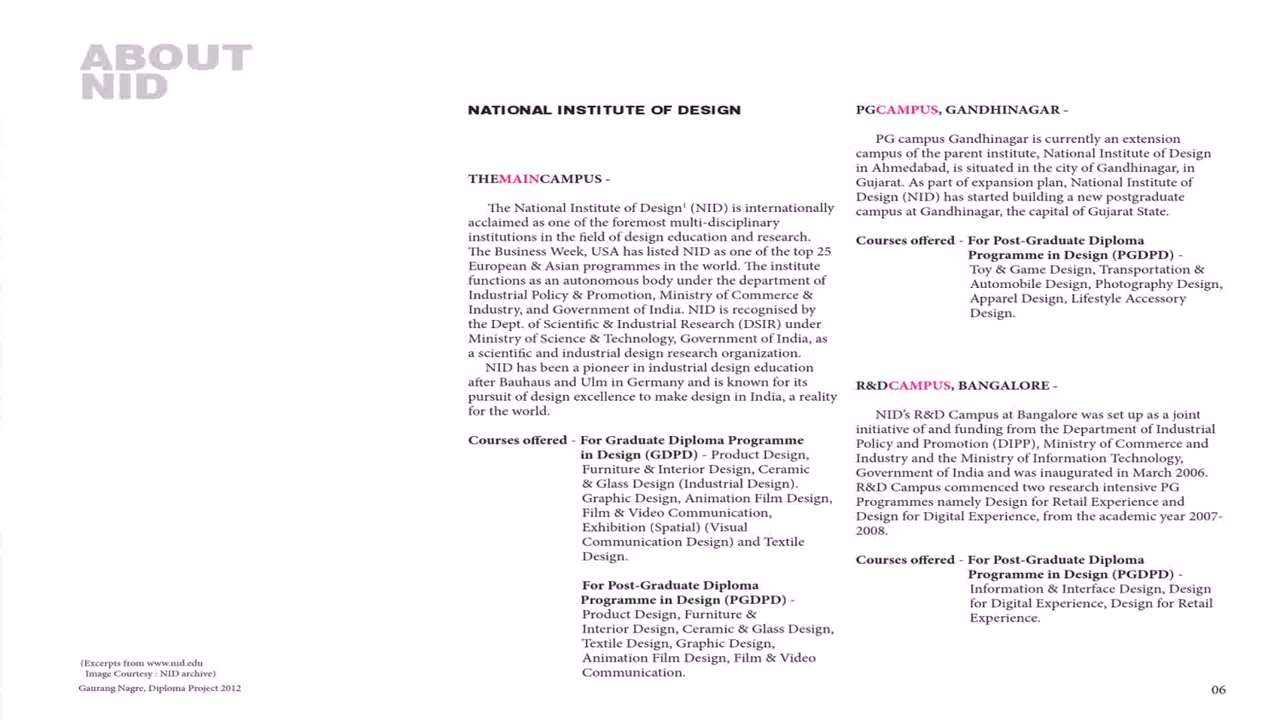 ABOUT
NID
NATIONAL INSTITUTE OF DESIGN
THEMAINCAMPUS -
The National Institute of Design¹ (NID) is internationally
acclaimed as one of the foremost multi-disciplinary
institutions in the field of design education and research.
The Business Week, USA has listed NID as one of the top 25
European & Asian programmes in the world. The institute
functions as an autonomous body under the department of
Industrial Policy & Promotion, Ministry of Commerce &
Industry, and Government of India. NID is recognised by
the Dept. of Scientific & Industrial Research (DSIR) under
Ministry of Science & Technology, Government of India, as
a scientific and industrial design research organization.
NID has been a pioneer in industrial design education
after Bauhaus and Ulm in Germany and is known for its
pursuit of design excellence to make design in India, a reality
for the world.
Courses offered - For Graduate Diploma Programme
in Design (GDPD) - Product Design,
Furniture & Interior Design, Ceramic
& Glass Design (Industrial Design).
Graphic Design, Animation Film Design,
Film & Video Communication,
Exhibition (Spatial) (Visual
Communication Design) and Textile
Design.
For Post-Graduate Diploma
Programme in Design (PGDPD) -
Product Design, Furniture &
Interior Design, Ceramic & Glass Design,
Textile Design, Graphic Design,
Animation Film Design, Film & Video
Communication.
PGCAMPUS, GANDHINAGAR -
PG campus Gandhinagar is currently an extension
campus of the parent institute, National Institute of Design
in Ahmedabad, is situated in the city of Gandhinagar, in
Gujarat. As part of expansion plan, National Institute of
Design (NID) has started building a new postgraduate
campus at Gandhinagar, the capital of Gujarat State.
Courses offered - For Post-Graduate Diploma
Programme in Design (PGDPD) -
Toy & Game Design, Transportation &
Automobile Design, Photography Design,
Apparel Design, Lifestyle Accessory
Design.
R&DCAMPUS, BANGALORE -
NID's R&D Campus at Bangalore was set up as a joint
initiative of and funding from the Department of Industrial
Policy and Promotion (DIPP), Ministry of Commerce and
Industry and the Ministry of Information Technology,
Government of India and was inaugurated in March 2006.
R&D Campus commenced two research intensive PG
Programmes namely Design for Retail Experience and
Design for Digital Experience, from the academic year 2007-
2008.
Courses offered - For Post-Graduate Diploma
Programme in Design (PGDPD) -
Information & Interface Design, Design
for Digital Experience, Design for Retail
Experience.
(Excerpts from www.nid.edu
Image Courtesy : NID archive)
Gaurang Nagre, Diploma Project 2012
06